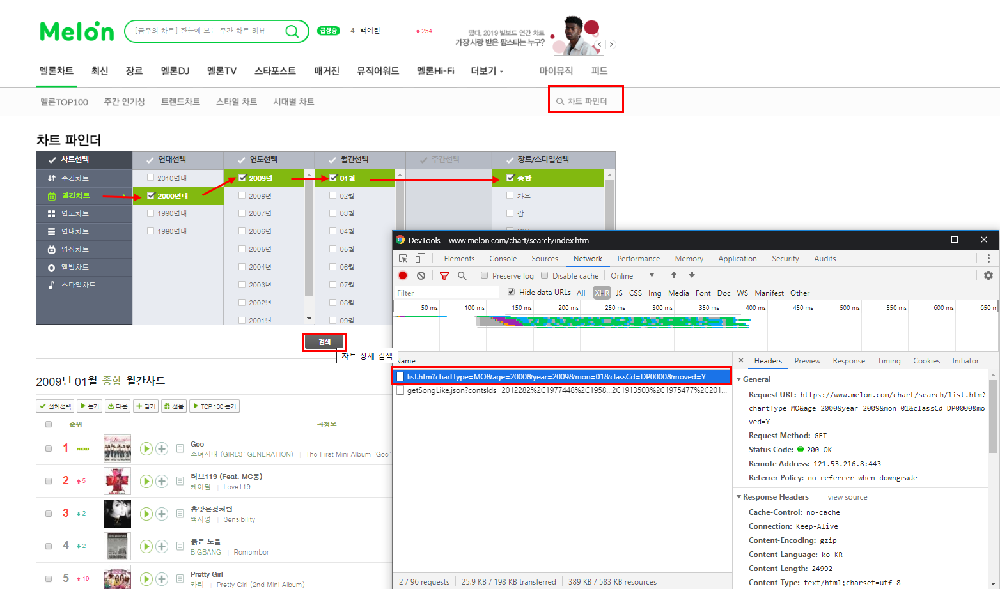 Melon
[금주의 차트] 한눈에 보는 주간 차트 리뷰
급상승 4. 백예린 254
떴다, 2019 빌보드 연간 차트
가장 사랑 받은 팝스타는 누구?
멜론차트 최신 장르 멜론DJ 멜론TV 스타포스트 매거진 뮤직어워드 멜론Hi-Fi 더보기 마이뮤직 피드
멜론TOP100 주간 인기상 트렌드차트 스타일 차트 시대별 차트 차트 파인더
차트 파인더
차트선택 연대선택 연도선택 월간선택 주간선택 장르/스타일선택
주간차트 2010년대 2009년 01월 종합
월간차트 2000년대 2008년 02월 가요
연도차트 1990년대 2007년 03월 팝
연대차트 1980년대 2006년 04월
영상차트 2005년 05월
앨범차트 2004년 06월
스타일차트 2003년 07월
2002년 08월
2001년 09월
검색
차트 상세 검색
2009년 01월 종합 월간차트
전체선택 듣기 다운 담기 선물 TOP 100 듣기
순위 곡정보
1 NEW Gee
소녀시대 (GIRLS` GENERATION) The First Mini Album `Gee`
2 5 러브119 (Feat. MC몽)
케이윌 Love119
3 2 총맞은것처럼
백지영 Sensibility
4 2 붉은 노을
BIGBANG Remember
5 19 Pretty Girl
카라 Pretty Girl (2nd Mini Album)
DevTools - www.melon.com/chart/search/index.htm
Elements Console Sources Network Performance Memory Application Security Audits
Preserve log Disable cache Online
Filter Hide data URLs All XHR JS CSS Img Media Font Doc WS Manifest Other
50 ms 100 ms 150 ms 200 ms 250 ms 300 ms 350 ms 400 ms 450 ms 500 ms 550 ms 600 ms 650 m
Name
list.htm?chartType=MO&age=2000&year=2009&mon=01&classCd=DP0000&moved=Y
getSongLike.json?contsIds=2012282%2C1977448%2C1958...2C1913503%2C1975477%2C201...
2 / 96 requests 25.9 KB / 198 KB transferred 389 KB / 583 KB resources
Headers Preview Response Timing Cookies Initiator
General
Request URL: https://www.melon.com/chart/search/list.htm?
chartType=MO&age=2000&year=2009&mon=01&classCd=DP0000&mo
ved=Y
Request Method: GET
Status Code: 200 OK
Remote Address: 121.53.216.8:443
Referrer Policy: no-referrer-when-downgrade
Response Headers view source
Cache-Control: no-cache
Connection: Keep-Alive
Content-Encoding: gzip
Content-Language: ko-KR
Content-Length: 24992
Content-Type: text/html;charset=utf-8